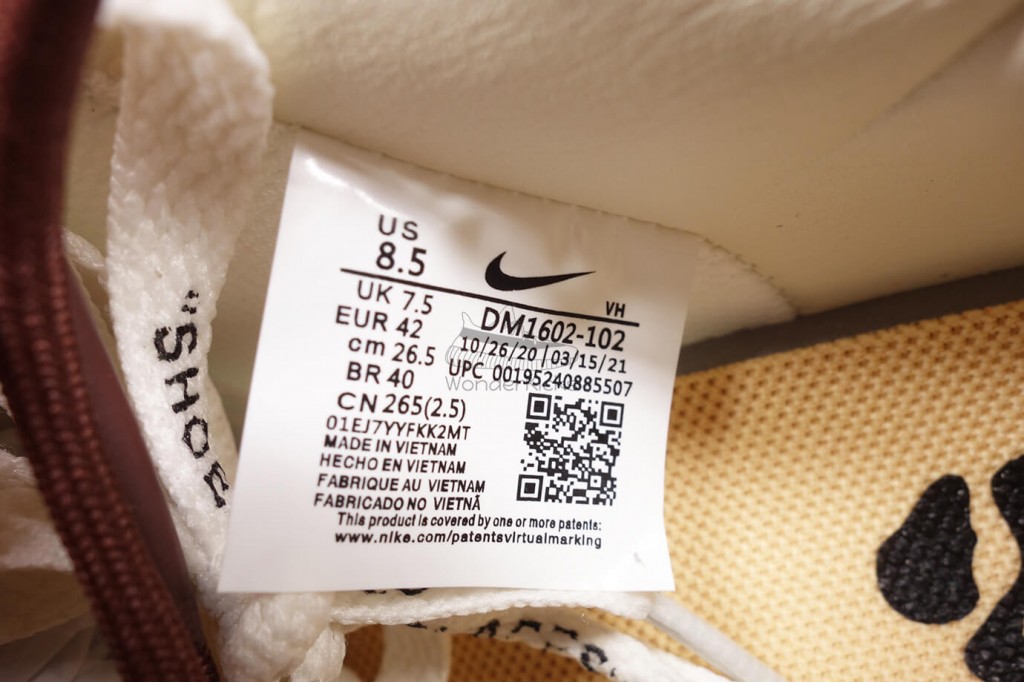 US
8.5
UK 7.5
EUR 42
cm 26.5
BR 40
CN 265(2.5)
01EJ7YYFKK2MT
MADE IN VIETNAM
HECHO EN VIETNAM
FABRIQUE AU VIETNAM
FABRICADO NO VIETNÃ
VH
DM1602-102
10/26/20 | 03/15/21
UPC 00195240885507
This product is covered by one or more patents:
www.nike.com/patentsvirtualmarking
"SHOE